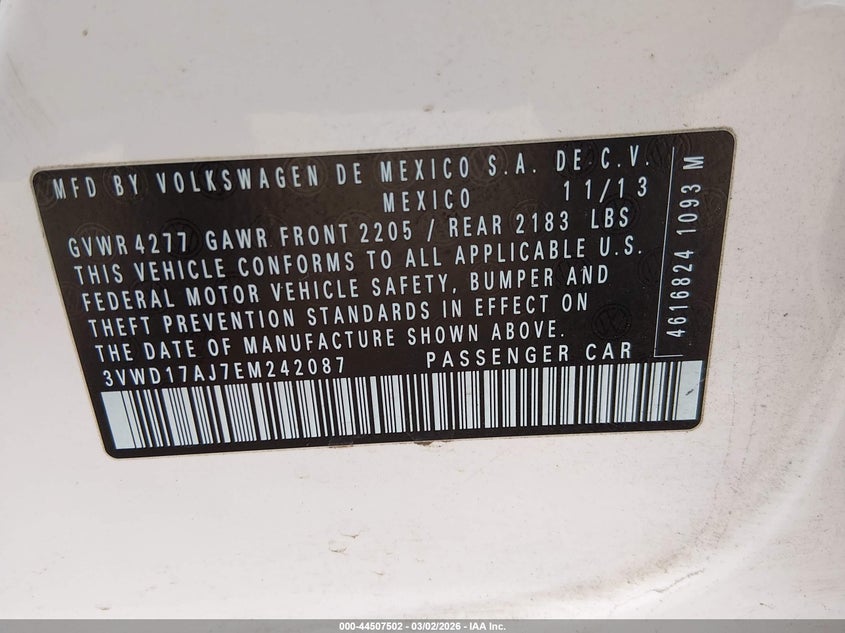 MFD BY VOLKSWAGEN DE MEXICO S.A. DE C.V.
MEXICO 11/13
GVWR 4277 GAWR FRONT 2205 / REAR 2183 LBS
THIS VEHICLE CONFORMS TO ALL APPLICABLE U.S.
FEDERAL MOTOR VEHICLE SAFETY, BUMPER AND
THEFT PREVENTION STANDARDS IN EFFECT ON
THE DATE OF MANUFACTURE SHOWN ABOVE.
3VWD17AJ7EM242087 PASSENGER CAR
4616824 1093 M
000-44507502 — 03/02/2026 — IAA Inc.